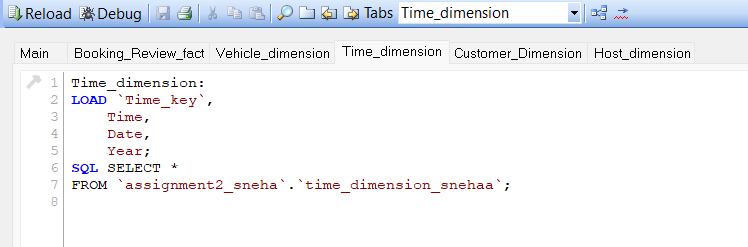 Reload Debug Tabs Time_dimension
Main Booking_Review_fact Vehicle_dimension Time_dimension Customer_Dimension Host_dimension
1 Time_dimension:
2 LOAD `Time_key`,
3 Time,
4 Date,
5 Year;
6 SQL SELECT *
7 FROM `assignment2_sneha`.`time_dimension_snehaa`;
8